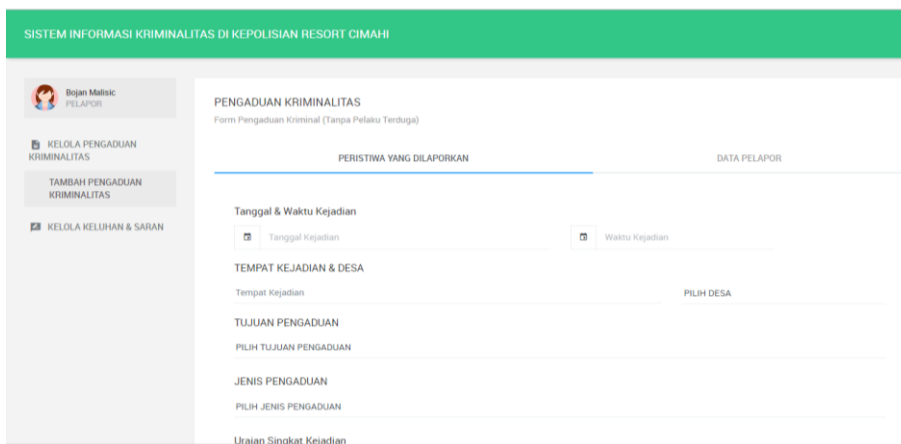 SISTEM INFORMASI KRIMINALITAS DI KEPOLISIAN RESORT CIMAHI
Bojan Malisic
PELAPOR
KELOLA PENGADUAN
KRIMINALITAS
TAMBAH PENGADUAN
KRIMINALITAS
KELOLA KELUHAN & SARAN
PENGADUAN KRIMINALITAS
Form Pengaduan Kriminal (Tanpa Pelaku Terduga)
PERISTIWA YANG DILAPORKAN
DATA PELAPOR
Tanggal & Waktu Kejadian
Tanggal Kejadian
Waktu Kejadian
TEMPAT KEJADIAN & DESA
Tempat Kejadian
PILIH DESA
TUJUAN PENGADUAN
PILIH TUJUAN PENGADUAN
JENIS PENGADUAN
PILIH JENIS PENGADUAN
Uraian Singkat Kejadian